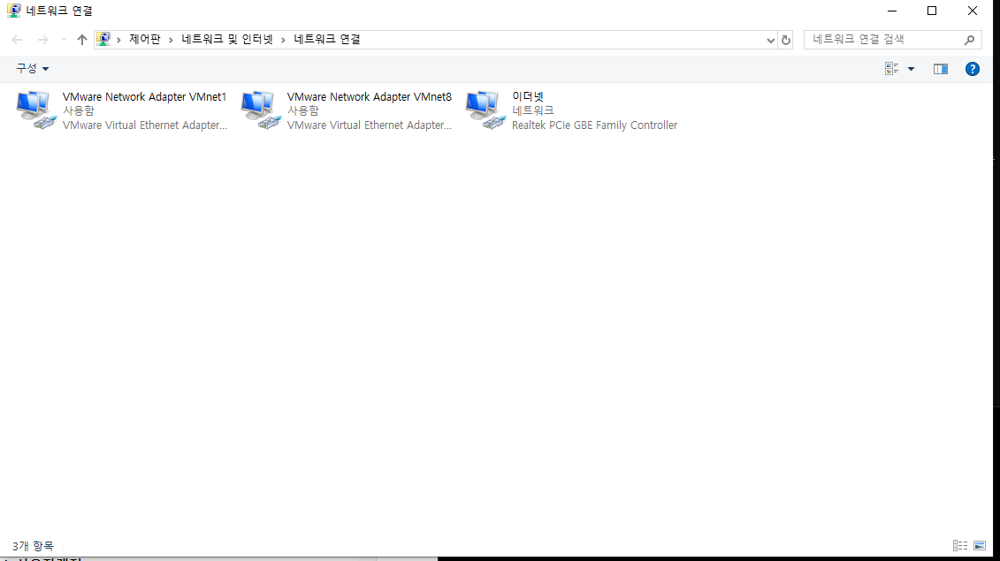 네트워크 연결
제어판 › 네트워크 및 인터넷 › 네트워크 연결
네트워크 연결 검색
구성
VMware Network Adapter VMnet1
사용함
VMware Virtual Ethernet Adapter...
VMware Network Adapter VMnet8
사용함
VMware Virtual Ethernet Adapter...
이더넷
네트워크
Realtek PCIe GBE Family Controller
3개 항목